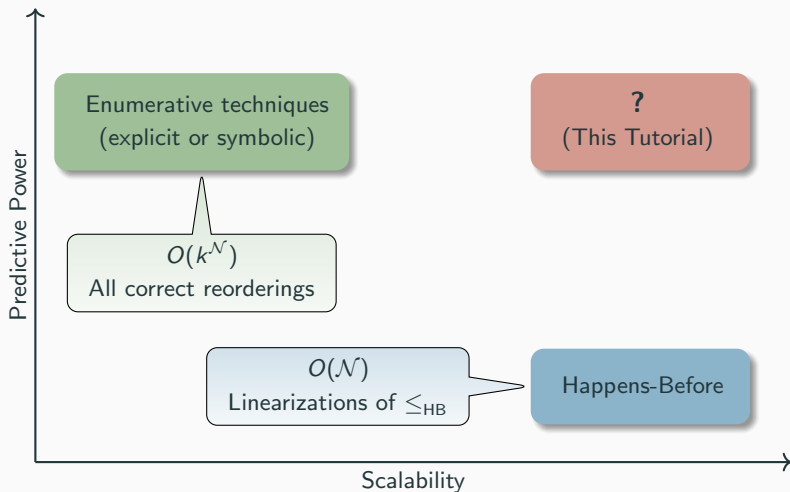 Predictive Power
Enumerative techniques
(explicit or symbolic)
?
(This Tutorial)
O(k^𝒩)
All correct reorderings
O(𝒩)
Linearizations of ≤_HB
Happens-Before
Scalability